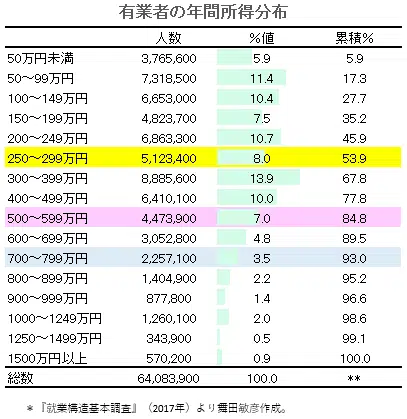 有業者の年間所得分布
人数 %値 累積%
50万円未満 3,765,600 5.9 5.9
50～99万円 7,318,500 11.4 17.3
100～149万円 6,653,000 10.4 27.7
150～199万円 4,823,700 7.5 35.2
200～249万円 6,863,300 10.7 45.9
250～299万円 5,123,400 8.0 53.9
300～399万円 8,885,600 13.9 67.8
400～499万円 6,410,100 10.0 77.8
500～599万円 4,473,900 7.0 84.8
600～699万円 3,052,800 4.8 89.5
700～799万円 2,257,100 3.5 93.0
800～899万円 1,404,900 2.2 95.2
900～999万円 877,800 1.4 96.6
1000～1249万円 1,260,100 2.0 98.6
1250～1499万円 343,900 0.5 99.1
1500万円以上 570,200 0.9 100.0
総数 64,083,900 100.0 **
＊『就業構造基本調査』（2017年）より舞田敏彦作成。